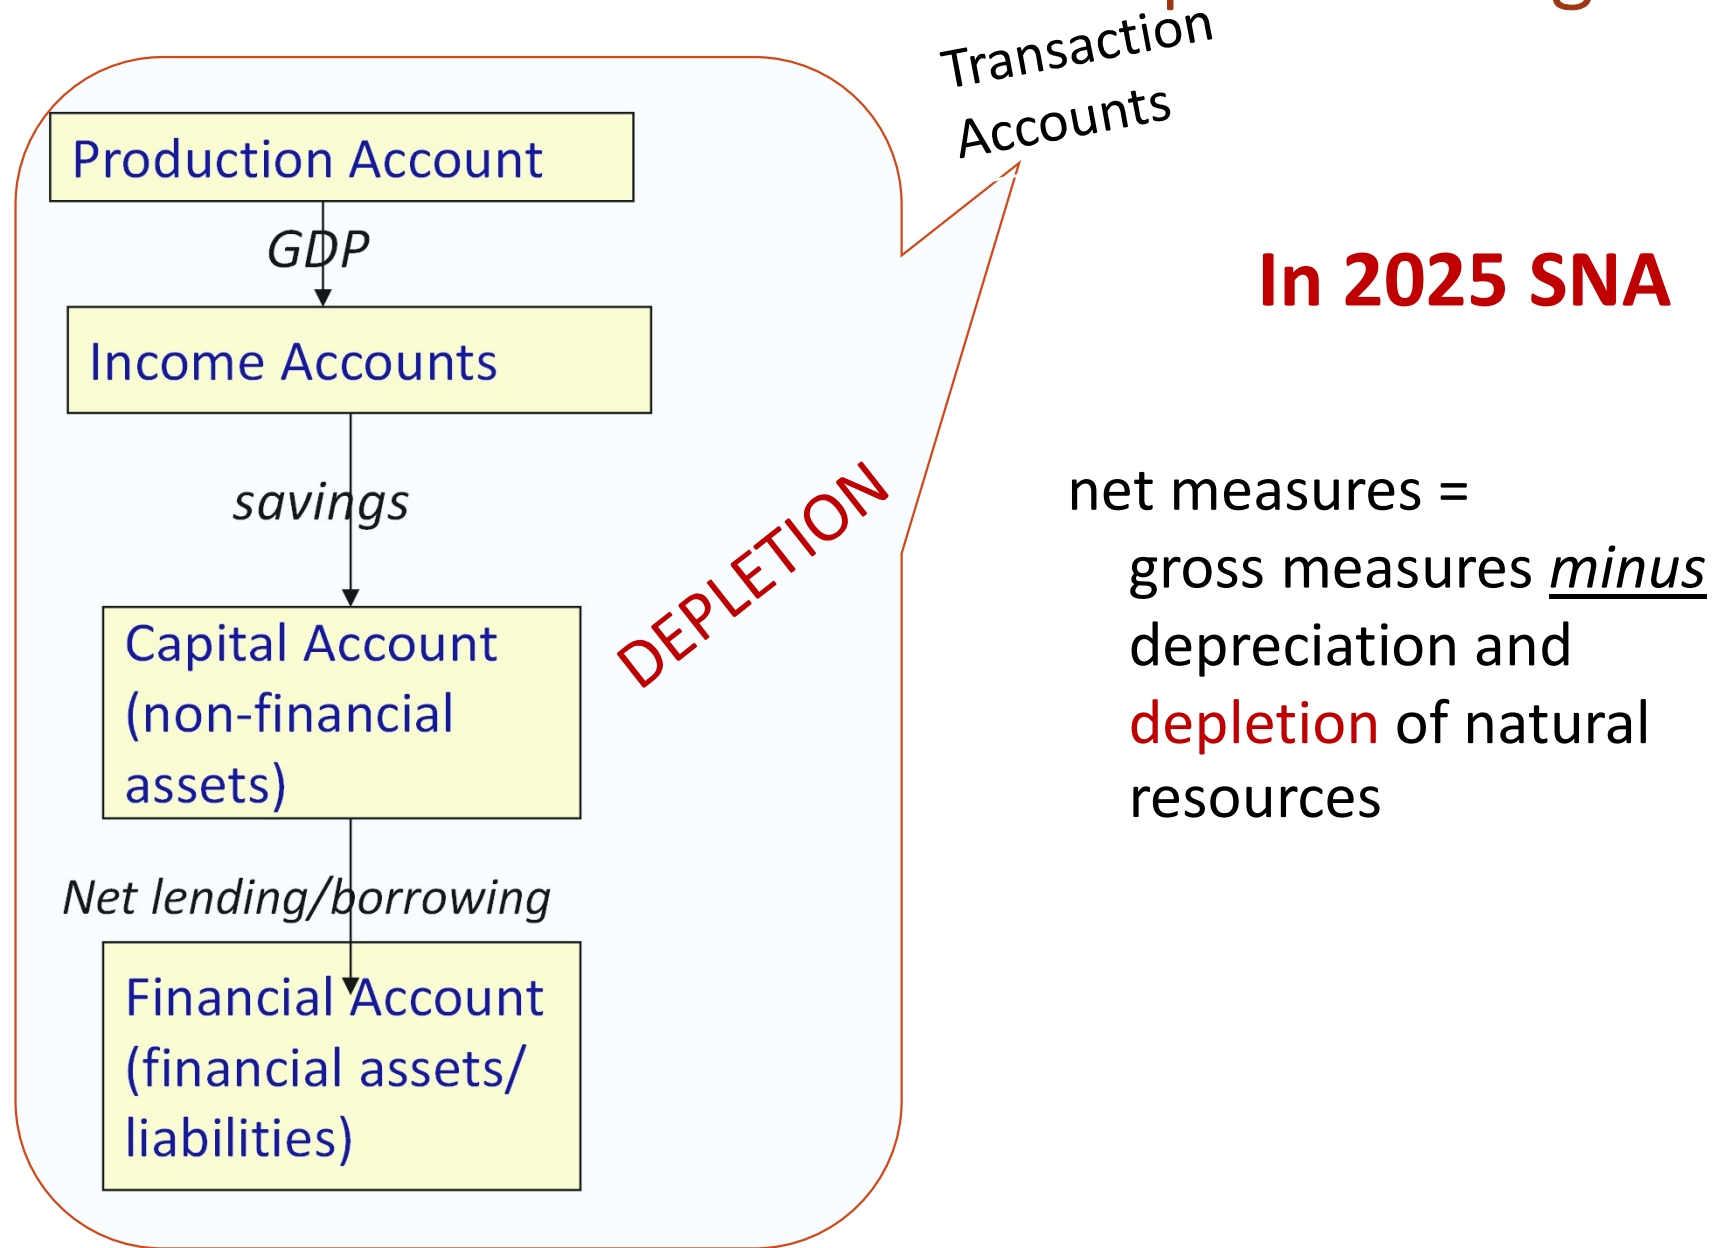 Transaction
Accounts
Production Account
GDP
Income Accounts
savings
Capital Account
(non-financial
assets)
Net lending/borrowing
Financial Account
(financial assets/
liabilities)
DEPLETION
In 2025 SNA
net measures =
gross measures minus
depreciation and
depletion of natural
resources